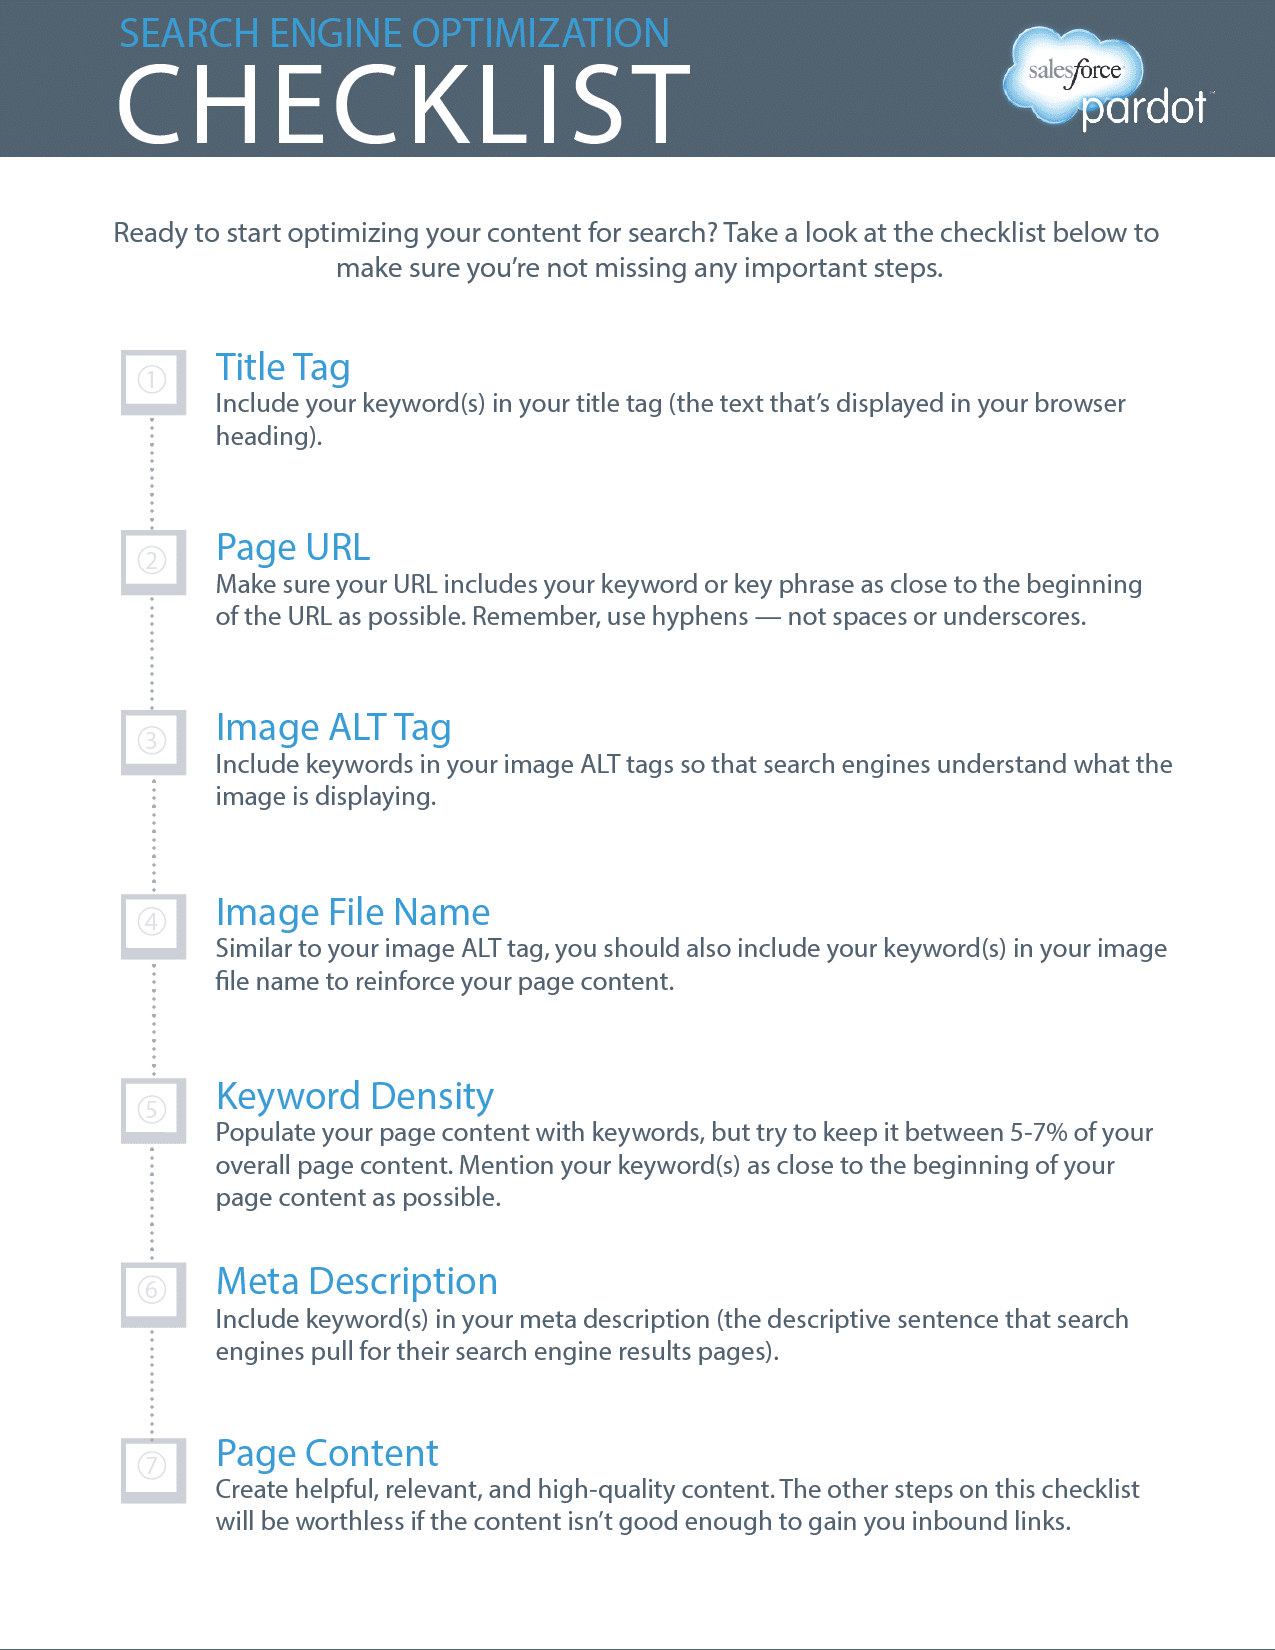 SEARCH ENGINE OPTIMIZATION
CHECKLIST
salesforce
pardot
Ready to start optimizing your content for search? Take a look at the checklist below to
make sure you’re not missing any important steps.
1
Title Tag
Include your keyword(s) in your title tag (the text that’s displayed in your browser
heading).
2
Page URL
Make sure your URL includes your keyword or key phrase as close to the beginning
of the URL as possible. Remember, use hyphens — not spaces or underscores.
3
Image ALT Tag
Include keywords in your image ALT tags so that search engines understand what the
image is displaying.
4
Image File Name
Similar to your image ALT tag, you should also include your keyword(s) in your image
file name to reinforce your page content.
5
Keyword Density
Populate your page content with keywords, but try to keep it between 5-7% of your
overall page content. Mention your keyword(s) as close to the beginning of your
page content as possible.
6
Meta Description
Include keyword(s) in your meta description (the descriptive sentence that search
engines pull for their search engine results pages).
7
Page Content
Create helpful, relevant, and high-quality content. The other steps on this checklist
will be worthless if the content isn’t good enough to gain you inbound links.